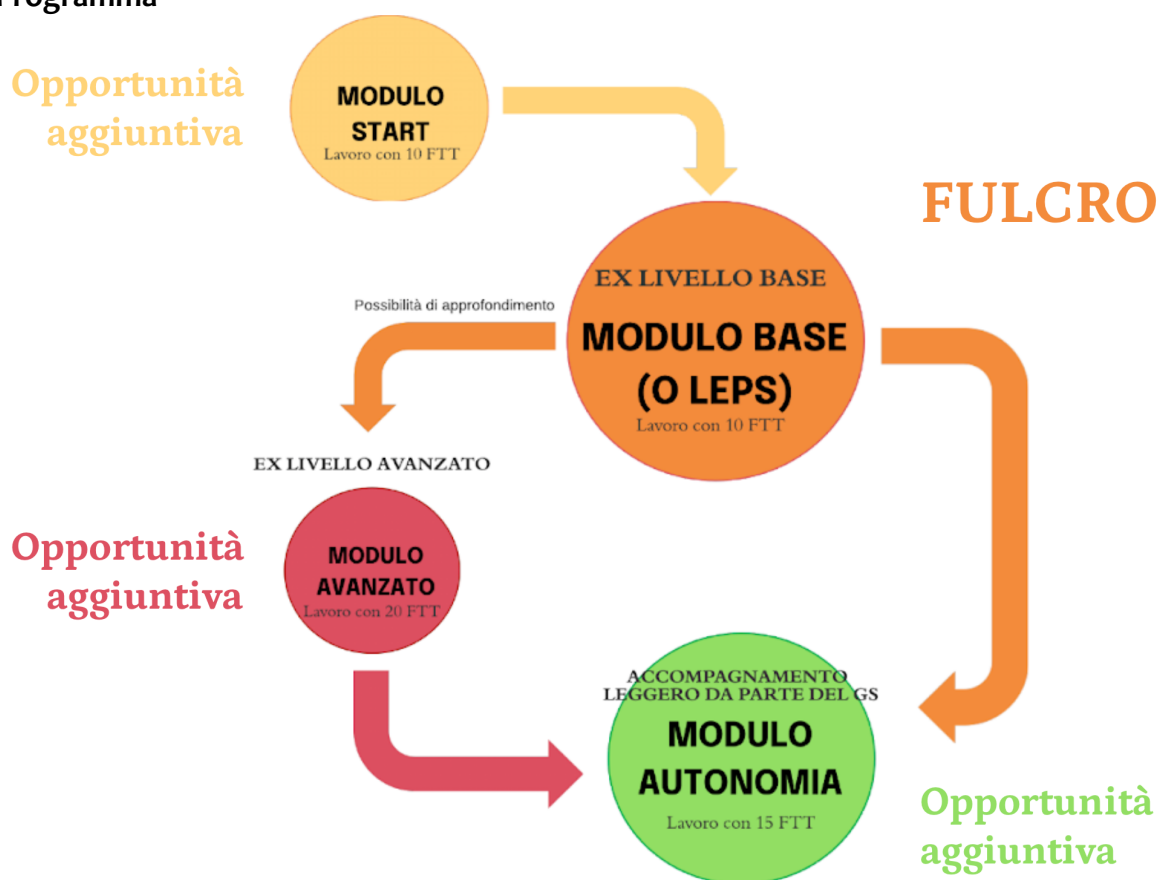 Programma
Opportunità
aggiuntiva
MODULO
START
Lavoro con 10 FTT
FULCRO
EX LIVELLO BASE
MODULO BASE
(O LEPS)
Lavoro con 10 FTT
Possibilità di approfondimento
EX LIVELLO AVANZATO
Opportunità
aggiuntiva
MODULO
AVANZATO
Lavoro con 20 FTT
ACCOMPAGNAMENTO
LEGGERO DA PARTE DEL GS
MODULO
AUTONOMIA
Lavoro con 15 FTT
Opportunità
aggiuntiva